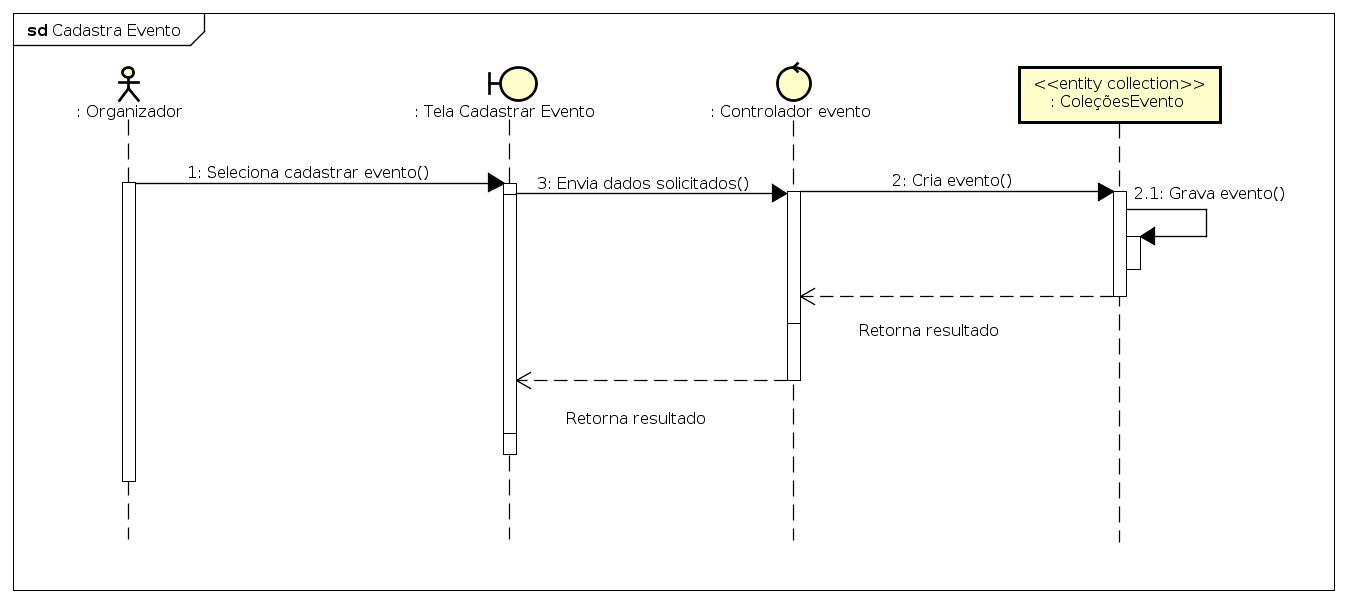 sd Cadastra Evento
: Organizador
: Tela Cadastrar Evento
: Controlador evento
<<entity collection>>
: ColeçõesEvento
1: Seleciona cadastrar evento()
3: Envia dados solicitados()
2: Cria evento()
2.1: Grava evento()
Retorna resultado
Retorna resultado